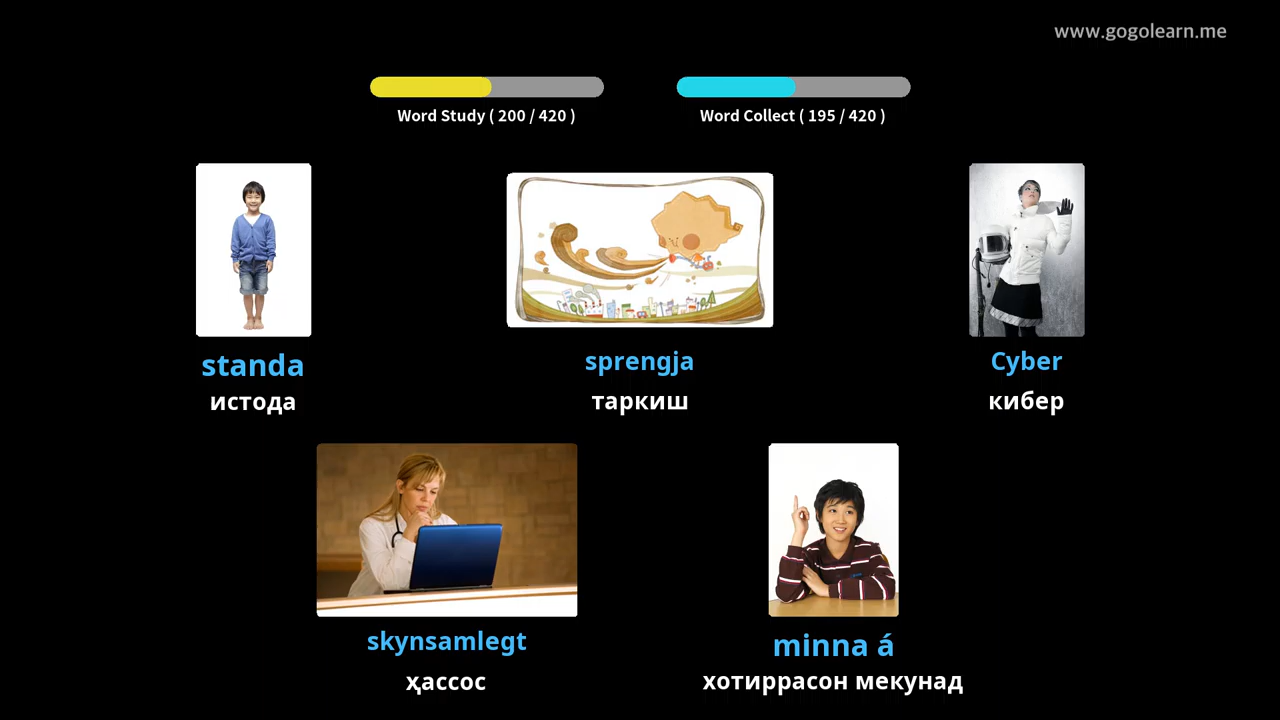 www.gogolearn.me
Word Study ( 200 / 420 )
Word Collect ( 195 / 420 )
standa
истода
sprengja
таркиш
Cyber
кибер
skynsamlegt
ҳассос
minna á
хотиррасон мекунад